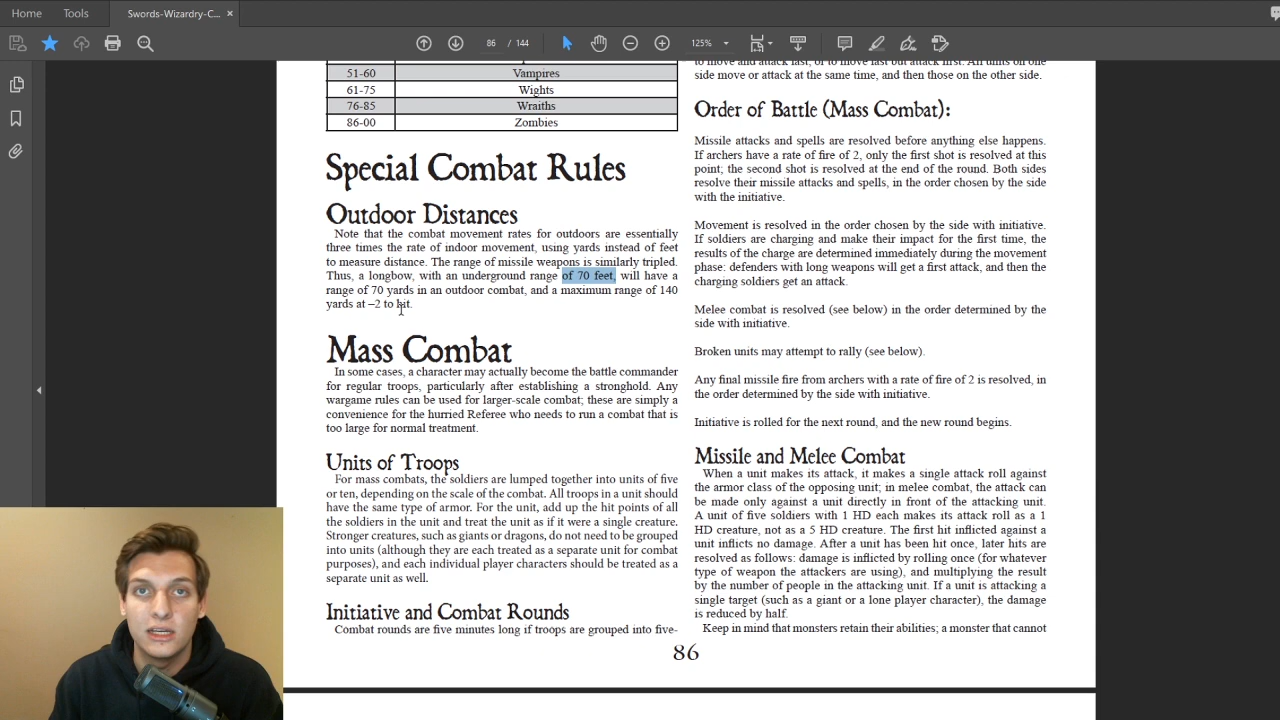 Home
Tools
Swords-Wizardry-C...
86 / 144
125%
51-60 Vampires
61-75 Wights
76-85 Wraiths
86-00 Zombies
Special Combat Rules
Outdoor Distances
Note that the combat movement rates for outdoors are essentially
three times the rate of indoor movement, using yards instead of feet
to measure distance. The range of missile weapons is similarly tripled.
Thus, a longbow, with an underground range of 70 feet, will have a
range of 70 yards in an outdoor combat, and a maximum range of 140
yards at –2 to hit.
Mass Combat
In some cases, a character may actually become the battle commander
for regular troops, particularly after establishing a stronghold. Any
wargame rules can be used for larger-scale combat; these are simply a
convenience for the hurried Referee who needs to run a combat that is
too large for normal treatment.
Units of Troops
For mass combats, the soldiers are lumped together into units of five
or ten, depending on the scale of the combat. All troops in a unit should
have the same type of armor. For the unit, add up the hit points of all
the soldiers in the unit and treat the unit as if it were a single creature.
Stronger creatures, such as giants or dragons, do not need to be grouped
into units (although they are each treated as a separate unit for combat
purposes), and each individual player characters should be treated as a
separate unit as well.
Initiative and Combat Rounds
Combat rounds are five minutes long if troops are grouped into five-
to move and attack last, or to move last but attack first. All units on one
side move or attack at the same time, and then those on the other side.
Order of Battle (Mass Combat):
Missile attacks and spells are resolved before anything else happens.
If archers have a rate of fire of 2, only the first shot is resolved at this
point; the second shot is resolved at the end of the round. Both sides
resolve their missile attacks and spells, in the order chosen by the side
with the initiative.
Movement is resolved in the order chosen by the side with initiative.
If soldiers are charging and make their impact for the first time, the
results of the charge are determined immediately during the movement
phase: defenders with long weapons will get a first attack, and then the
charging soldiers get an attack.
Melee combat is resolved (see below) in the order determined by the
side with initiative.
Broken units may attempt to rally (see below).
Any final missile fire from archers with a rate of fire of 2 is resolved, in
the order determined by the side with initiative.
Initiative is rolled for the next round, and the new round begins.
Missile and Melee Combat
When a unit makes its attack, it makes a single attack roll against
the armor class of the opposing unit; in melee combat, the attack can
be made only against a unit directly in front of the attacking unit.
A unit of five soldiers with 1 HD each makes its attack roll as a 1
HD creature, not as a 5 HD creature. The first hit inflicted against a
unit inflicts no damage. After a unit has been hit once, later hits are
resolved as follows: damage is inflicted by rolling once (for whatever
type of weapon the attackers are using), and multiplying the result
by the number of people in the attacking unit. If a unit is attacking a
single target (such as a giant or a lone player character), the damage
is reduced by half.
Keep in mind that monsters retain their abilities; a monster that cannot
86